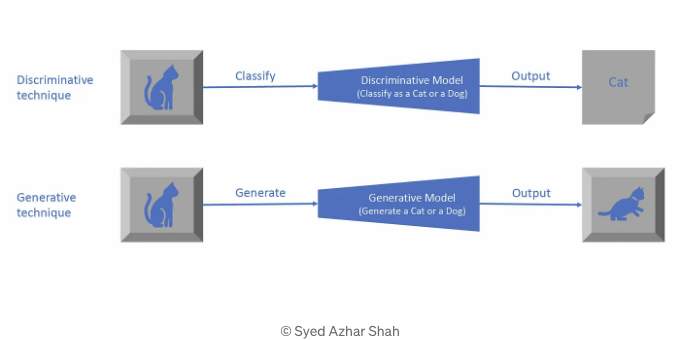 Discriminative
technique
Classify
Discriminative Model
(Classify as a Cat or a Dog)
Output
Cat
Generative
technique
Generate
Generative Model
(Generate a Cat or a Dog)
Output
© Syed Azhar Shah